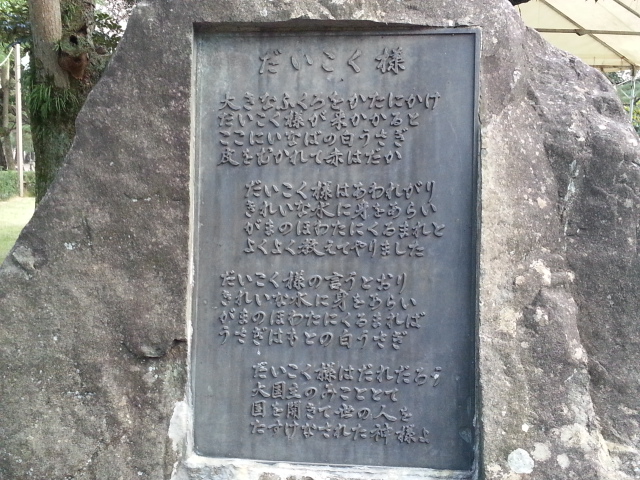 だいこく様
大きなふくろをかたにかけ
だいこく様が来かかると
ここにいなばの白うさぎ
皮をむかれて赤はだか
だいこく様はあわれがり
きれいな水に身をあらい
がまのほわたにくるまれと
よくよく教えてやりました
だいこく様の言うとおり
きれいな水に身をあらい
がまのほわたにくるまれば
うさぎはもとの白うさぎ
だいこく様はだれだろう
大国主のみこととて
国を開きて世の人を
たすけなされた神様よ